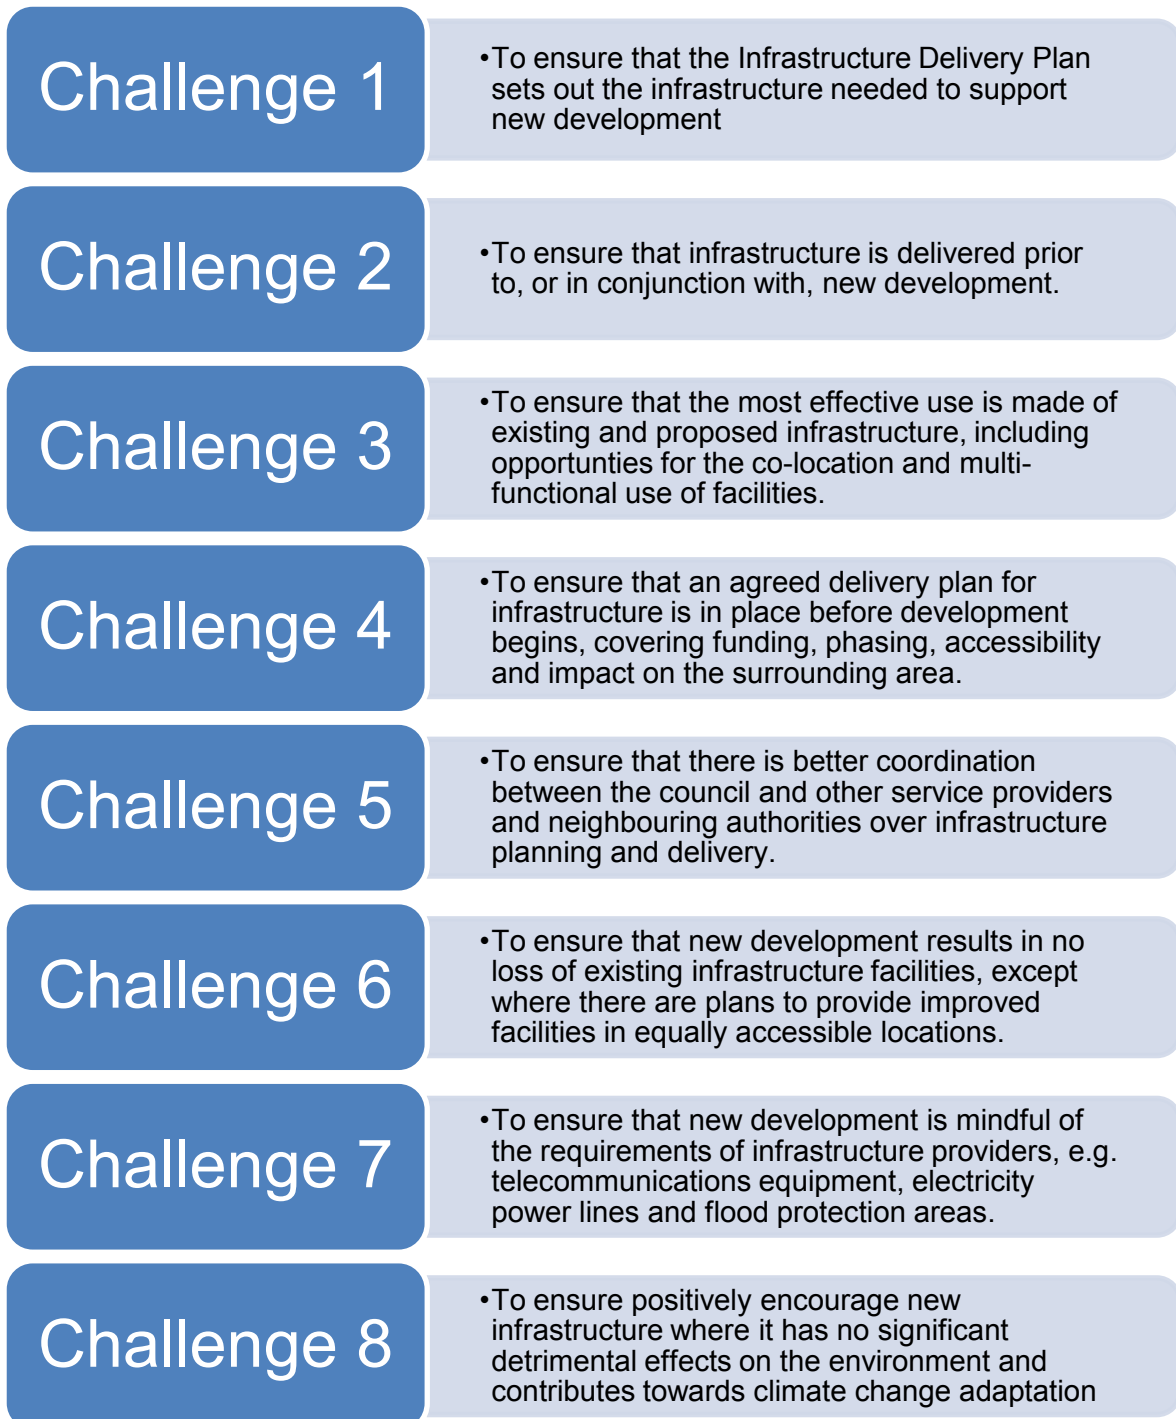 Challenge 1
•To ensure that the Infrastructure Delivery Plan
sets out the infrastructure needed to support
new development
Challenge 2
•To ensure that infrastructure is delivered prior
to, or in conjunction with, new development.
Challenge 3
•To ensure that the most effective use is made of
existing and proposed infrastructure, including
opportunties for the co-location and multi-
functional use of facilities.
Challenge 4
•To ensure that an agreed delivery plan for
infrastructure is in place before development
begins, covering funding, phasing, accessibility
and impact on the surrounding area.
Challenge 5
•To ensure that there is better coordination
between the council and other service providers
and neighbouring authorities over infrastructure
planning and delivery.
Challenge 6
•To ensure that new development results in no
loss of existing infrastructure facilities, except
where there are plans to provide improved
facilities in equally accessible locations.
Challenge 7
•To ensure that new development is mindful of
the requirements of infrastructure providers, e.g.
telecommunications equipment, electricity
power lines and flood protection areas.
Challenge 8
•To ensure positively encourage new
infrastructure where it has no significant
detrimental effects on the environment and
contributes towards climate change adaptation